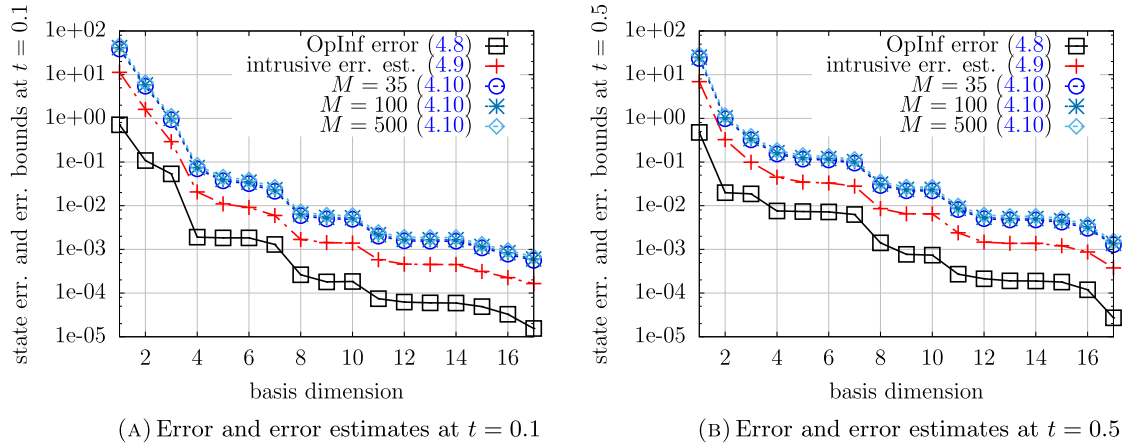 state err. and err. bounds at t = 0.1
1e+02
1e+01
1e+00
1e-01
1e-02
1e-03
1e-04
1e-05
OpInf error (4.8)
intrusive err. est. (4.9)
M = 35 (4.10)
M = 100 (4.10)
M = 500 (4.10)
2 4 6 8 10 12 14 16
basis dimension
(A) Error and error estimates at t = 0.1
state err. and err. bounds at t = 0.5
1e+02
1e+01
1e+00
1e-01
1e-02
1e-03
1e-04
1e-05
OpInf error (4.8)
intrusive err. est. (4.9)
M = 35 (4.10)
M = 100 (4.10)
M = 500 (4.10)
2 4 6 8 10 12 14 16
basis dimension
(B) Error and error estimates at t = 0.5